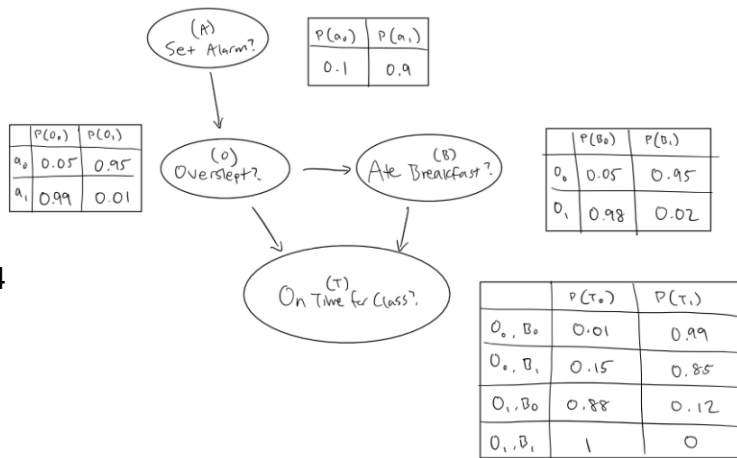 (A)
Set Alarm?
P(a₀) P(a₁)
0.1 0.9
P(O₀) P(O₁)
a₀ 0.05 0.95
a₁ 0.99 0.01
(O)
Overslept?
(B)
Ate Breakfast?
P(B₀) P(B₁)
O₀ 0.05 0.95
O₁ 0.98 0.02
4
(T)
On Time for Class?
P(T₀) P(T₁)
O₀, B₀ 0.01 0.99
O₀, B₁ 0.15 0.85
O₁, B₀ 0.88 0.12
O₁, B₁ 1 0